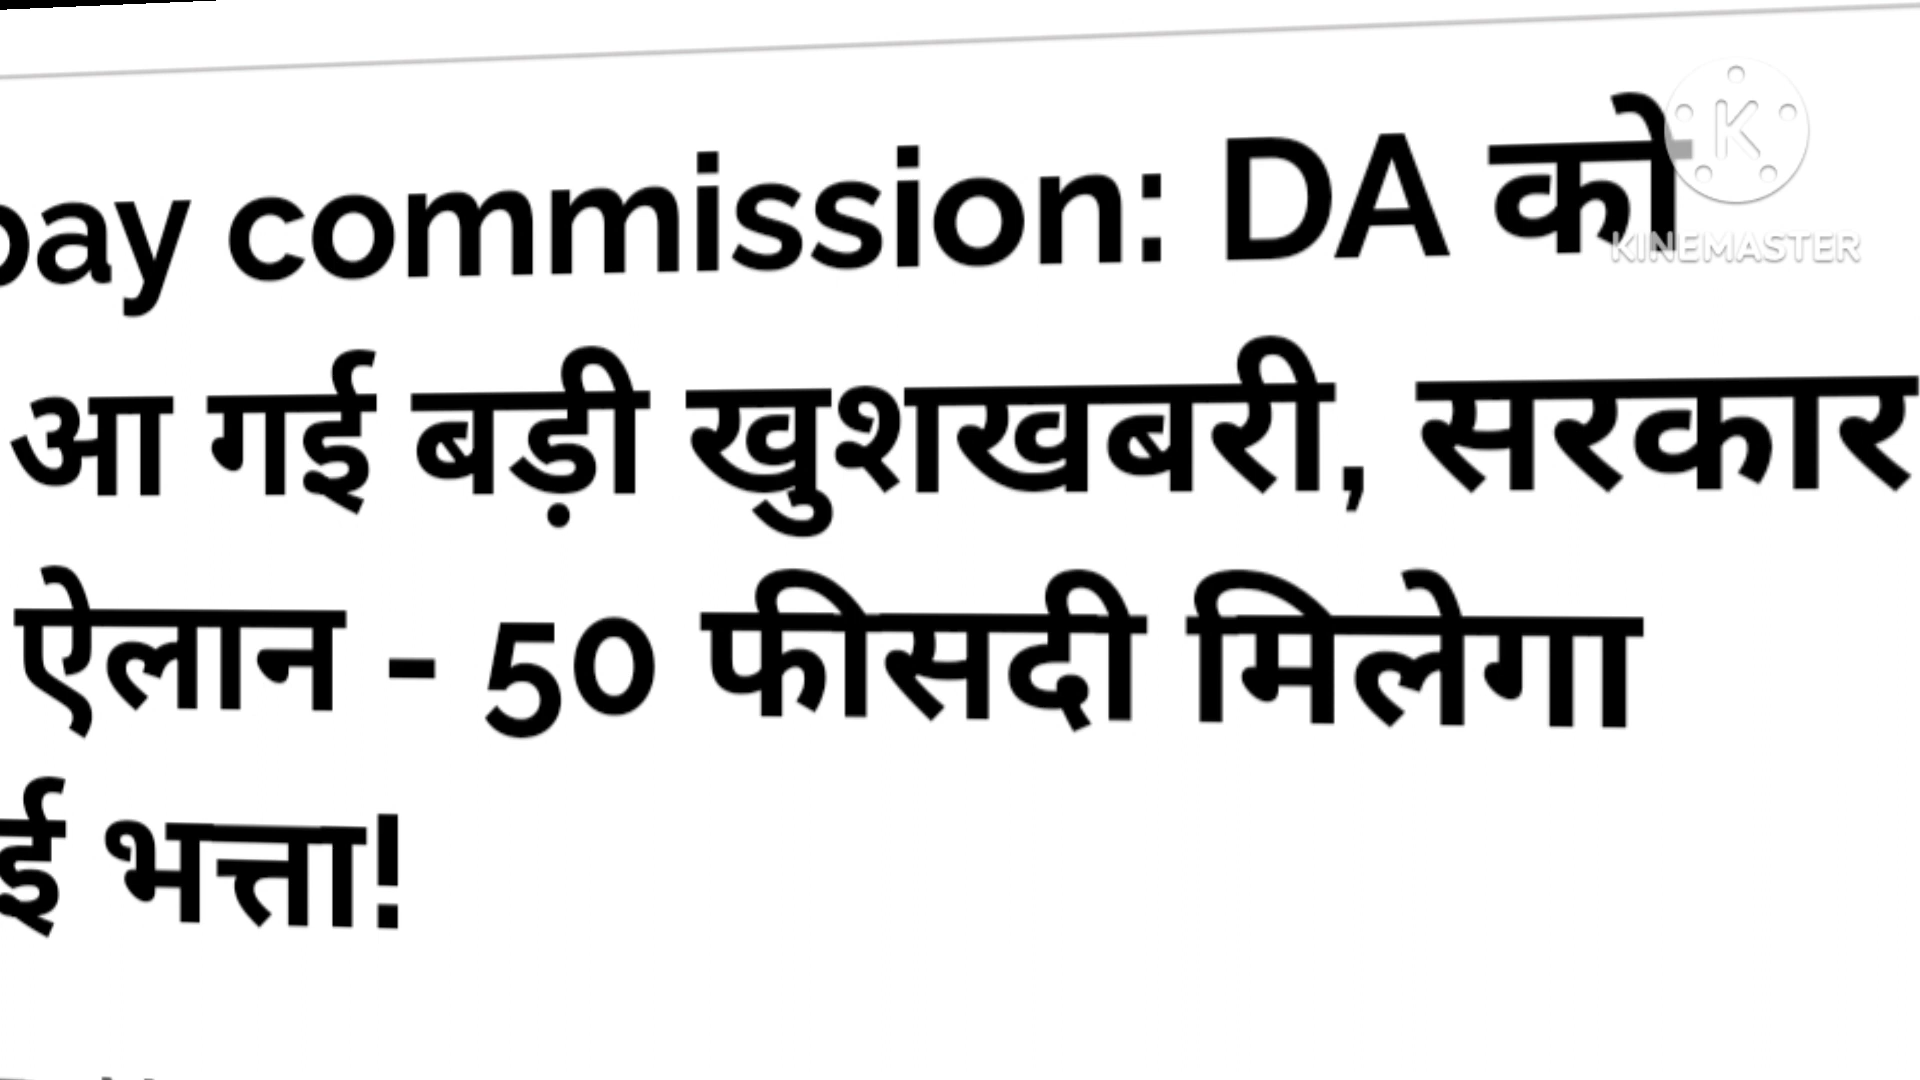 pay commission: DA को
आ गई बड़ी खुशखबरी, सरकार
ऐलान - 50 फीसदी मिलेगा
ई भत्ता!
K
KINEMASTER